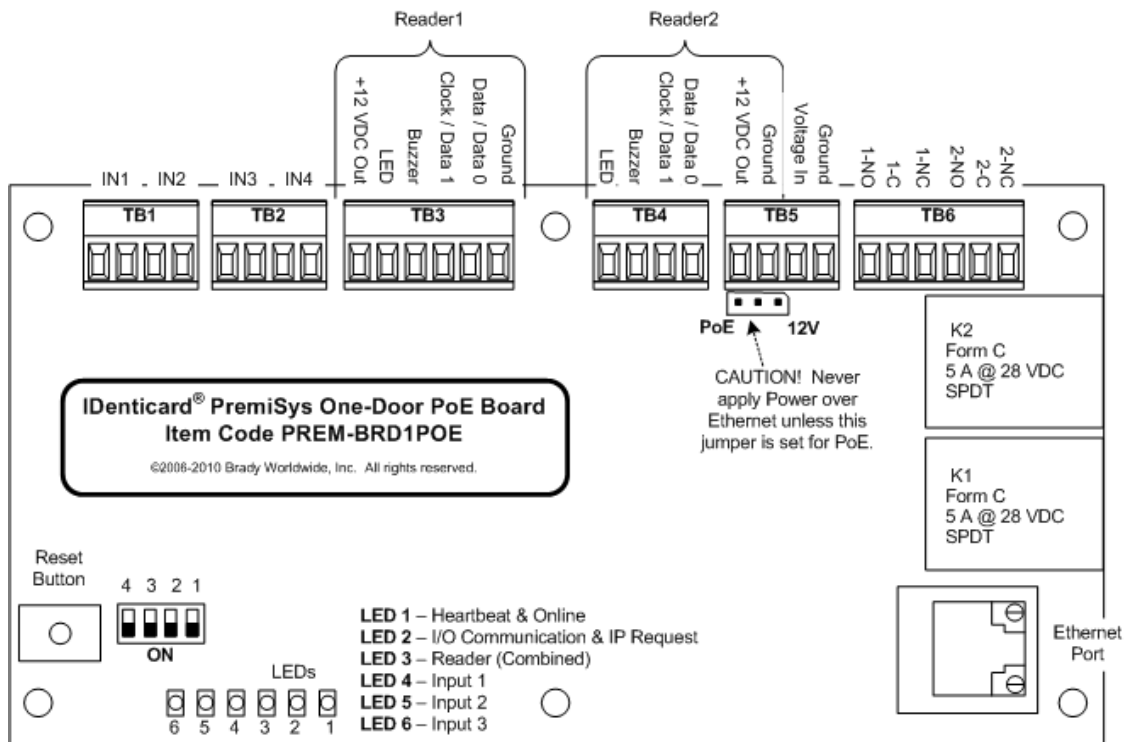 Reader1
Reader2
+12 VDC Out
LED
Buzzer
Clock / Data 1
Data / Data 0
Ground
LED
Buzzer
Clock / Data 1
Data / Data 0
+12 VDC Out
Ground
Voltage In
Ground
1-NO
1-C
1-NC
2-NO
2-C
2-NC
IN1 IN2
IN3 IN4
TB1
TB2
TB3
TB4
TB5
TB6
PoE
12V
CAUTION! Never
apply Power over
Ethernet unless this
jumper is set for PoE.
K2
Form C
5 A @ 28 VDC
SPDT
IDenticard® PremiSys One-Door PoE Board
Item Code PREM-BRD1POE
©2006-2010 Brady Worldwide, Inc. All rights reserved.
K1
Form C
5 A @ 28 VDC
SPDT
Reset
Button
4 3 2 1
ON
LED 1 – Heartbeat & Online
LED 2 – I/O Communication & IP Request
LED 3 – Reader (Combined)
LED 4 – Input 1
LED 5 – Input 2
LED 6 – Input 3
LEDs
6 5 4 3 2 1
Ethernet
Port